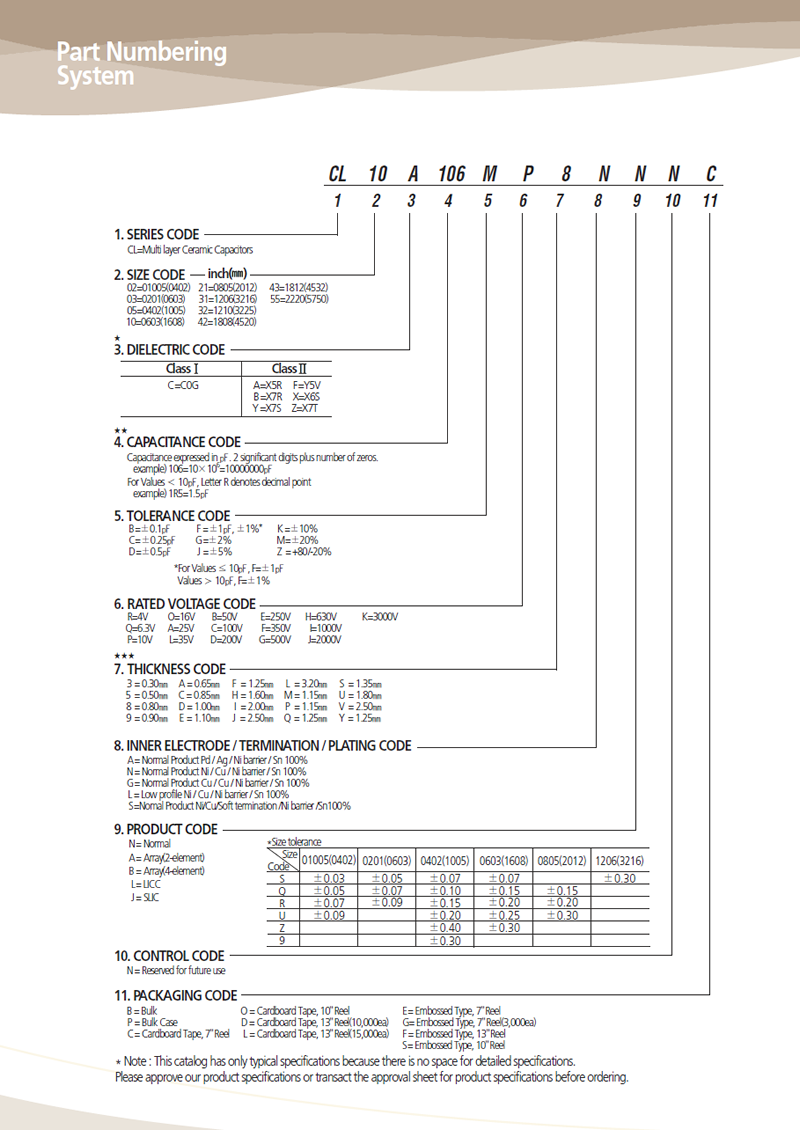 Part Numbering
System
CL 10 A 106 M P 8 N N N C
1 2 3 4 5 6 7 8 9 10 11
1. SERIES CODE
CL=Multi layer Ceramic Capacitors
2. SIZE CODE inch(㎜)
02=01005(0402) 21=0805(2012) 43=1812(4532)
03=0201(0603) 31=1206(3216) 55=2220(5750)
05=0402(1005) 32=1210(3225)
10=0603(1608) 42=1808(4520)
*
3. DIELECTRIC CODE
Class Ⅰ Class Ⅱ
C=C0G A=X5R F=Y5V
B=X7R X=X6S
Y=X7S Z=X7T
**
4. CAPACITANCE CODE
Capacitance expressed in pF. 2 significant digits plus number of zeros.
example) 106=10×10⁶=10000000pF
For Values < 10pF, Letter R denotes decimal point
example) 1R5=1.5pF
5. TOLERANCE CODE
B=±0.1pF F=±1pF, ±1%* K=±10%
C=±0.25pF G=±2% M=±20%
D=±0.5pF J=±5% Z=+80/-20%
*For Values ≤ 10pF, F=±1pF
Values > 10pF, F=±1%
6. RATED VOLTAGE CODE
R=4V O=16V B=50V E=250V H=630V K=3000V
Q=6.3V A=25V C=100V F=350V I=1000V
P=10V L=35V D=200V G=500V J=2000V
***
7. THICKNESS CODE
3 = 0.30㎜ A = 0.65㎜ F = 1.25㎜ L = 3.20㎜ S = 1.35㎜
5 = 0.50㎜ C = 0.85㎜ H = 1.60㎜ M = 1.15㎜ U = 1.80㎜
8 = 0.80㎜ D = 1.00㎜ I = 2.00㎜ P = 1.15㎜ V = 2.50㎜
9 = 0.90㎜ E = 1.10㎜ J = 2.50㎜ Q = 1.25㎜ Y = 1.25㎜
8. INNER ELECTRODE / TERMINATION / PLATING CODE
A = Normal Product Pd / Ag / Ni barrier / Sn 100%
N = Normal Product Ni / Cu / Ni barrier / Sn 100%
G = Normal Product Cu / Cu / Ni barrier / Sn 100%
L = Low profile Ni / Cu / Ni barrier / Sn 100%
S =Nomal Product Ni/Cu/Soft termination /Ni barrier /Sn100%
9. PRODUCT CODE
N = Normal
A = Array(2-element)
B = Array(4-element)
L = LICC
J = SLIC
*Size tolerance
Size Code 01005(0402) 0201(0603) 0402(1005) 0603(1608) 0805(2012) 1206(3216)
S ±0.03 ±0.05 ±0.07 ±0.07 ±0.30
Q ±0.05 ±0.07 ±0.10 ±0.15 ±0.15
R ±0.07 ±0.09 ±0.15 ±0.20 ±0.20
U ±0.09 ±0.20 ±0.25 ±0.30
Z ±0.40 ±0.30
9 ±0.30
10. CONTROL CODE
N = Reserved for future use
11. PACKAGING CODE
B = Bulk O = Cardboard Tape, 10" Reel E = Embossed Type, 7" Reel
P = Bulk Case D = Cardboard Tape, 13" Reel(10,000ea) G= Embossed Type, 7" Reel(3,000ea)
C = Cardboard Tape, 7" Reel L = Cardboard Tape, 13" Reel(15,000ea) F = Embossed Type, 13" Reel
S= Embossed Type, 10" Reel
* Note : This catalog has only typical specifications because there is no space for detailed specifications.
Please approve our product specifications or transact the approval sheet for product specifications before ordering.